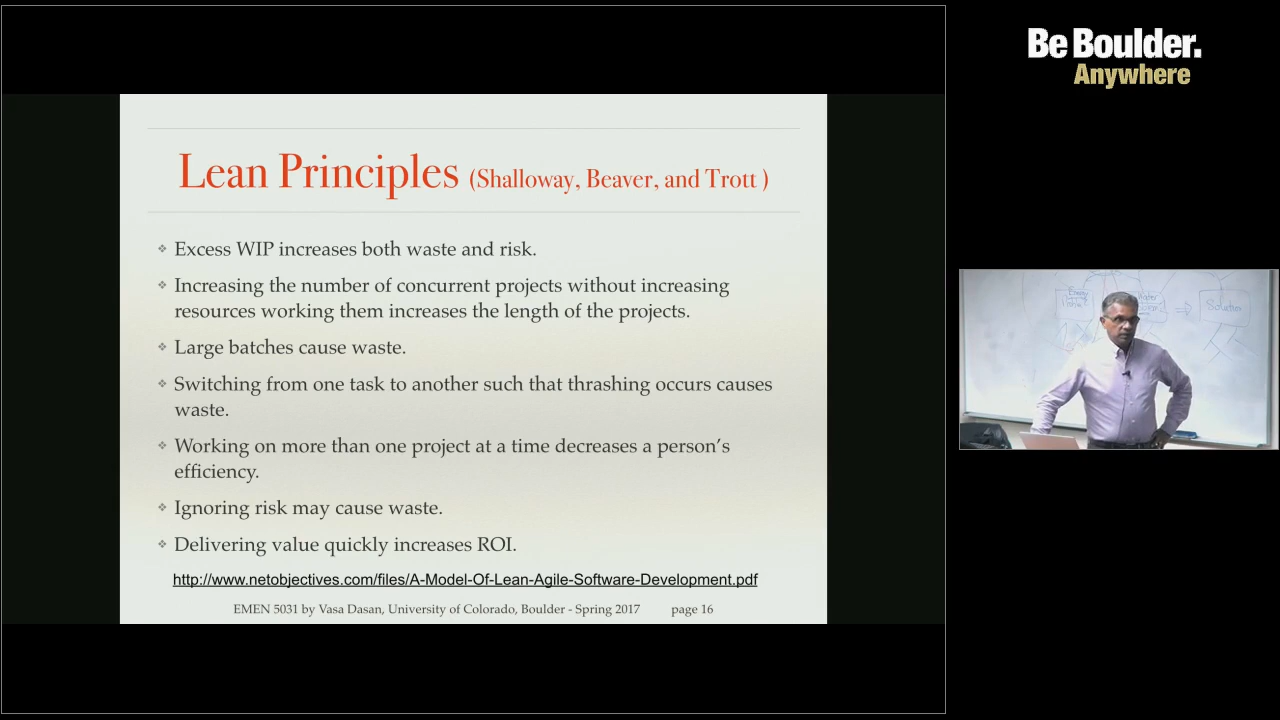 Be Boulder.
Anywhere
Lean Principles (Shalloway, Beaver, and Trott )
❖ Excess WIP increases both waste and risk.
❖ Increasing the number of concurrent projects without increasing
resources working them increases the length of the projects.
❖ Large batches cause waste.
❖ Switching from one task to another such that thrashing occurs causes
waste.
❖ Working on more than one project at a time decreases a person’s
efficiency.
❖ Ignoring risk may cause waste.
❖ Delivering value quickly increases ROI.
http://www.netobjectives.com/files/A-Model-Of-Lean-Agile-Software-Development.pdf
EMEN 5031 by Vasa Dasan, University of Colorado, Boulder - Spring 2017 page 16
Solution